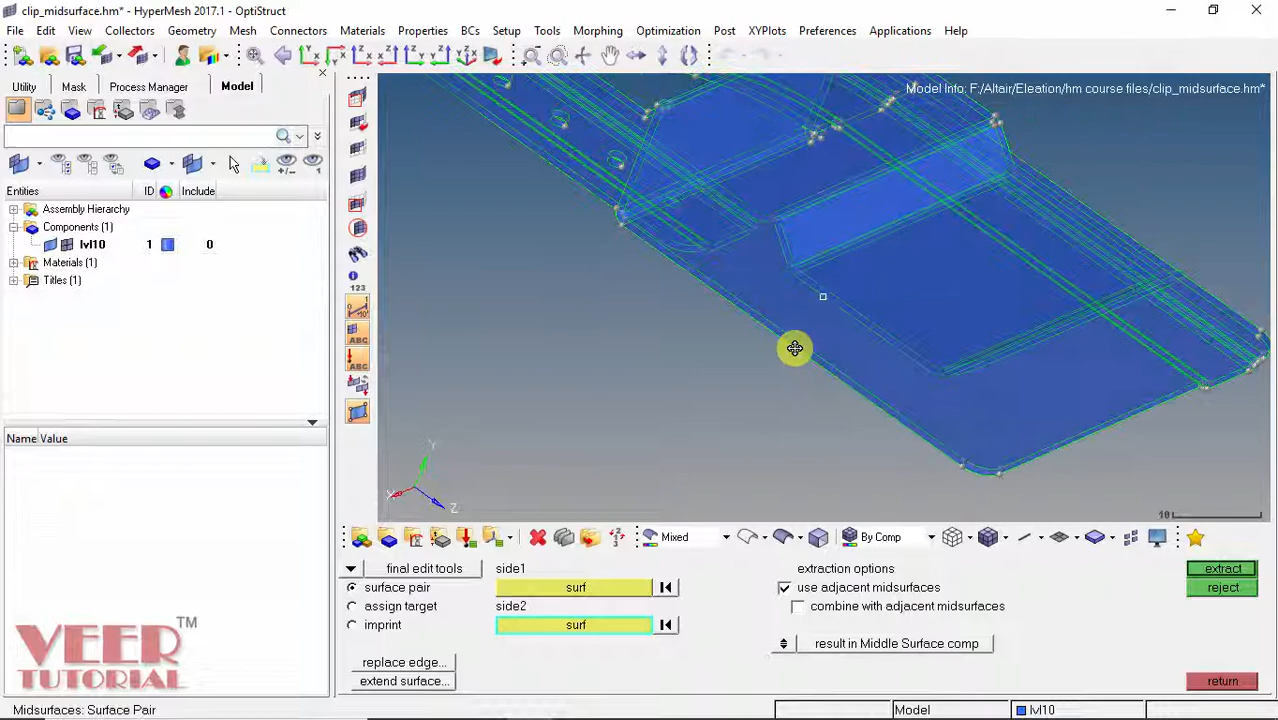 clip_midsurface.hm* - HyperMesh 2017.1 - OptiStruct
File Edit View Collectors Geometry Mesh Connectors Materials Properties BCs Setup Tools Morphing Optimization Post XYPlots Preferences Applications Help
Utility Mask Process Manager Model
Model Info: F:/Altair/Eleation/hm course files/clip_midsurface.hm*
Entities ID Include
Assembly Hierarchy
Components (1)
lvl10 1 0
Materials (1)
Titles (1)
123
ABC
ABC
Name Value
Y
X
Z
10
Mixed By Comp
final edit tools side1 extraction options extract
surface pair surf use adjacent midsurfaces reject
assign target side2 combine with adjacent midsurfaces
imprint surf
result in Middle Surface comp
replace edge...
extend surface... return
VEER TM
TUTORIAL
Midsurfaces: Surface Pair Model lvl10